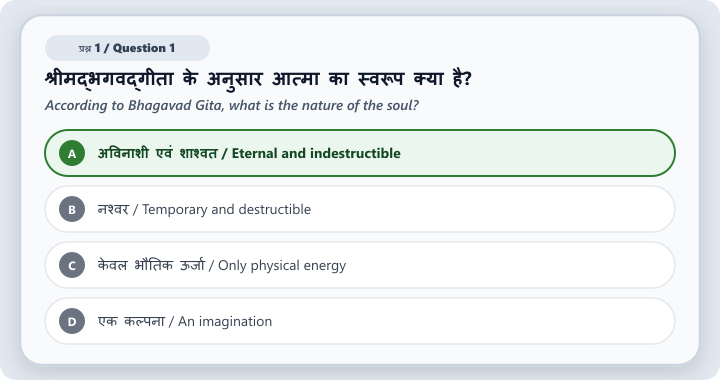 प्रश्न 1 / Question 1
श्रीमद्भगवद्गीता के अनुसार आत्मा का स्वरूप क्या है?
According to Bhagavad Gita, what is the nature of the soul?
A अविनाशी एवं शाश्वत / Eternal and indestructible
B नश्वर / Temporary and destructible
C केवल भौतिक ऊर्जा / Only physical energy
D एक कल्पना / An imagination